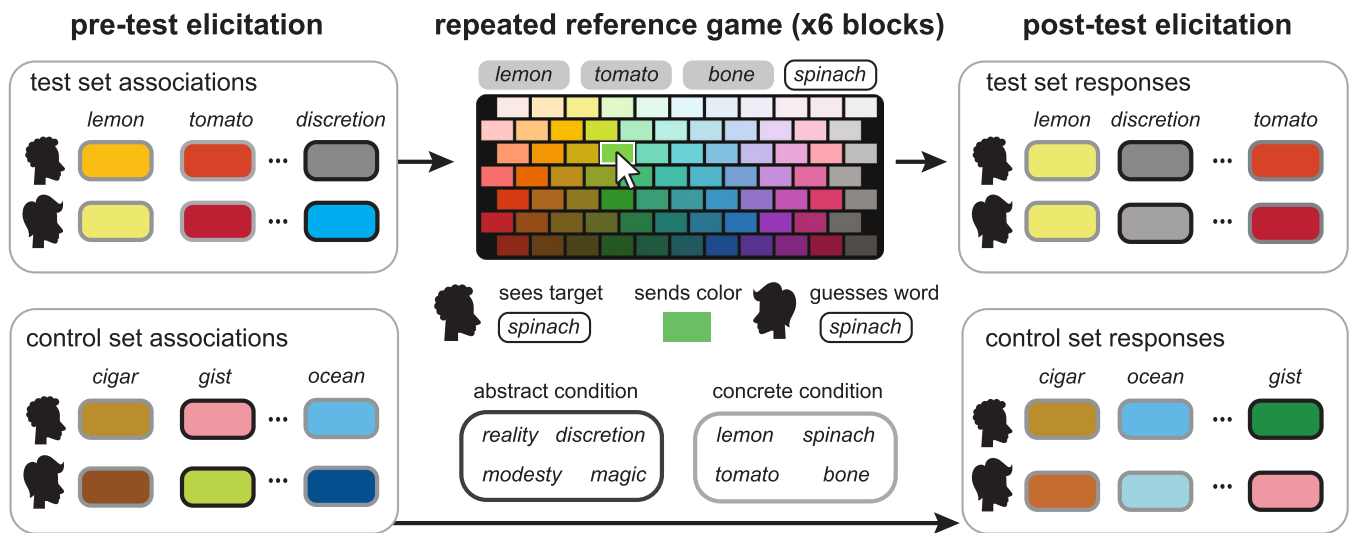 pre-test elicitation
test set associations
lemon tomato discretion
...
...
control set associations
cigar gist ocean
...
...
repeated reference game (x6 blocks)
lemon tomato bone spinach
sees target sends color guesses word
spinach spinach
abstract condition concrete condition
reality discretion lemon spinach
modesty magic tomato bone
post-test elicitation
test set responses
lemon discretion tomato
...
...
control set responses
cigar ocean gist
...
...